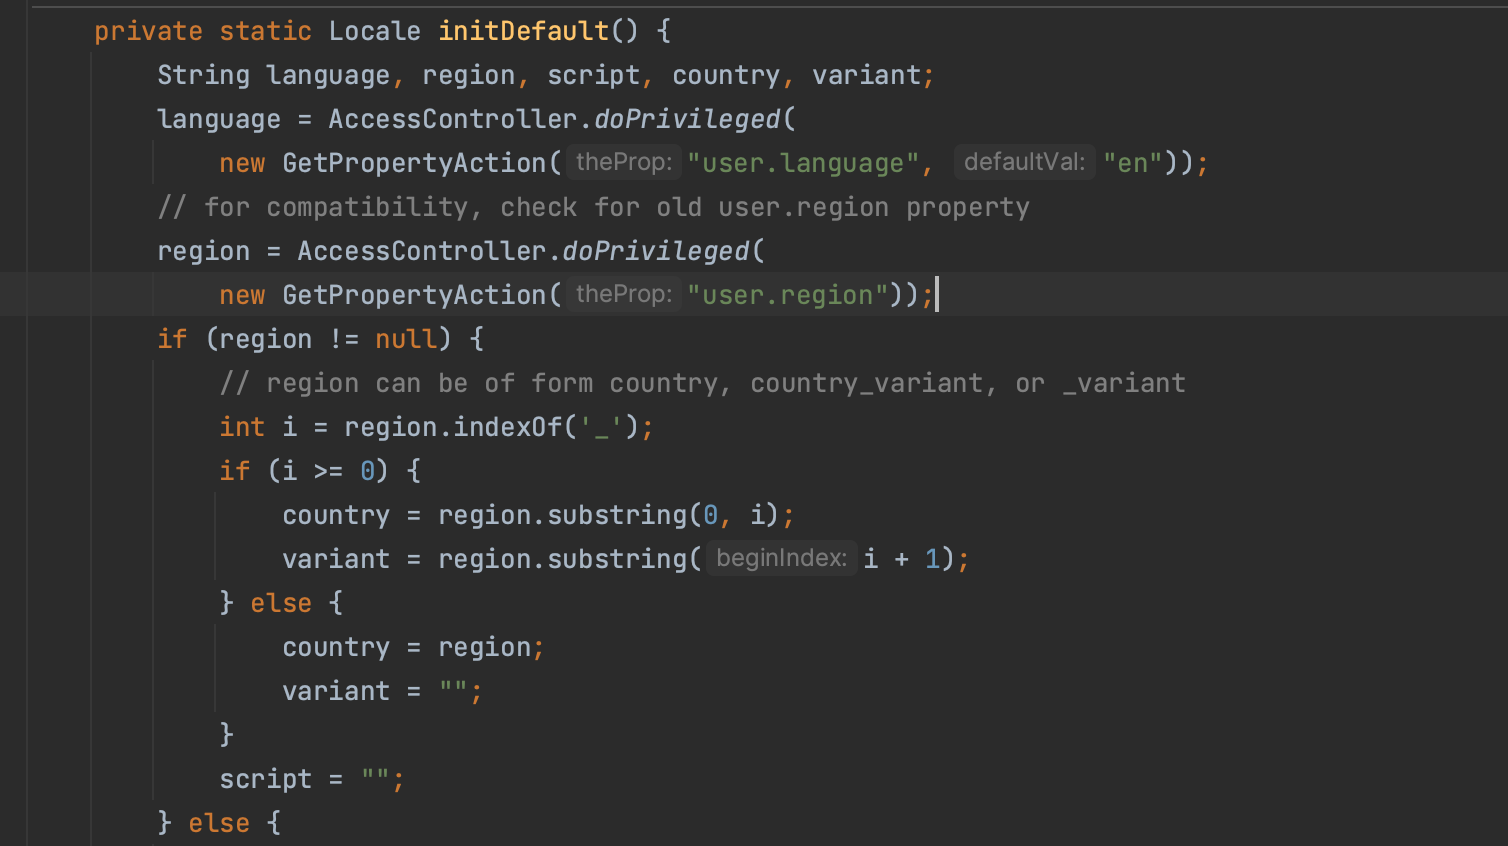 private static Locale initDefault() {
String language, region, script, country, variant;
language = AccessController.doPrivileged(
new GetPropertyAction( theProp: "user.language", defaultVal: "en"));
// for compatibility, check for old user.region property
region = AccessController.doPrivileged(
new GetPropertyAction( theProp: "user.region"));
if (region != null) {
// region can be of form country, country_variant, or _variant
int i = region.indexOf('_');
if (i >= 0) {
country = region.substring(0, i);
variant = region.substring( beginIndex: i + 1);
} else {
country = region;
variant = "";
}
script = "";
} else {